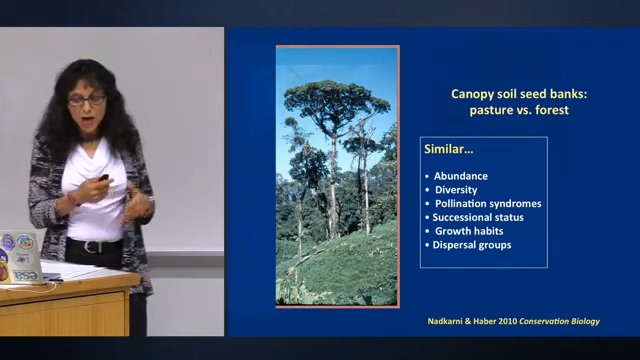 Canopy soil seed banks:
pasture vs. forest
Similar…
• Abundance
• Diversity
• Pollination syndromes
• Successional status
• Growth habits
• Dispersal groups
Nadkarni & Haber 2010 Conservation Biology
esa